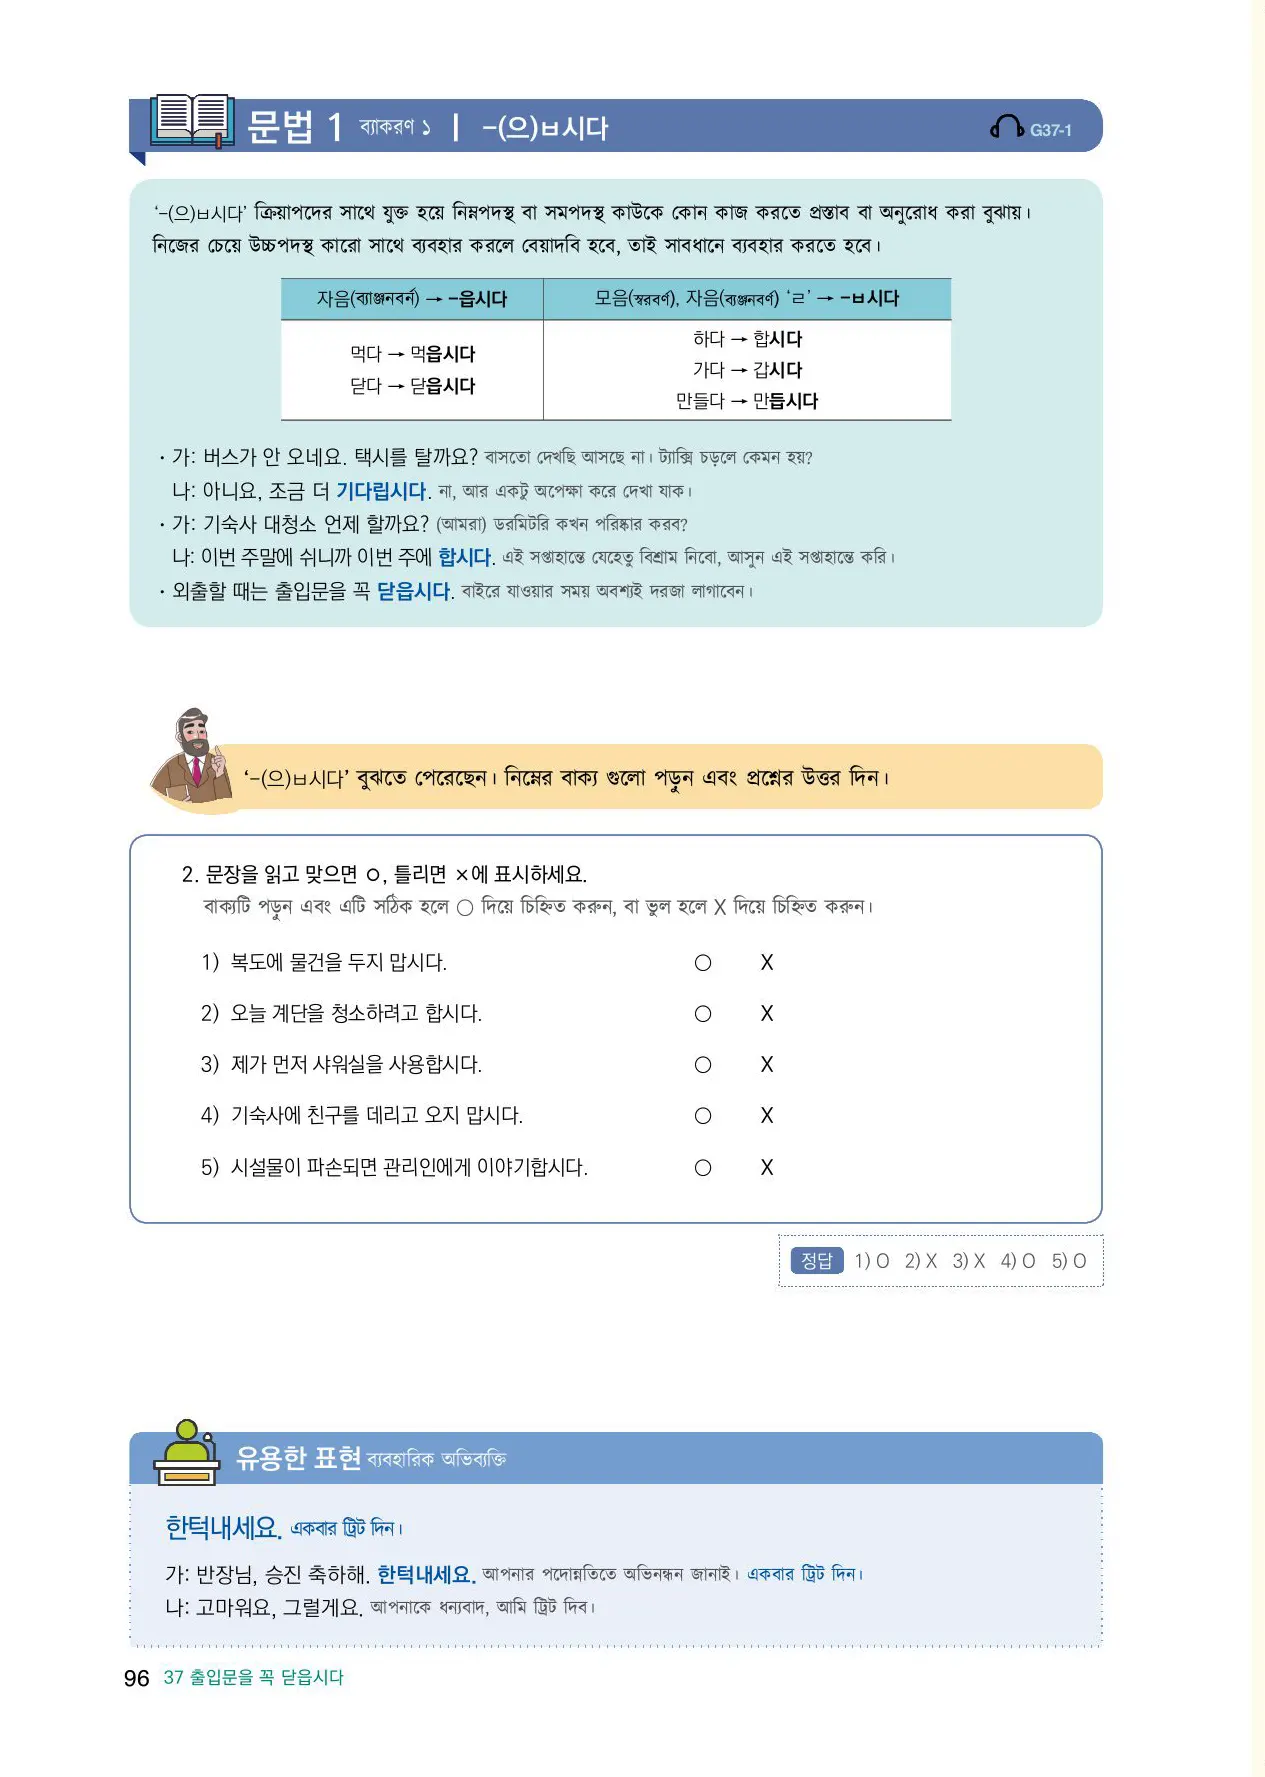 문법 1 ব্যাকরণ ১ | -(으)ㅂ시다 G37-1
‘-(으)ㅂ시다’ ক্রিয়াপদের সাথে যুক্ত হয়ে নিম্নপদস্থ বা সমপদস্থ কাউকে কোন কাজ করতে প্রস্তাব বা অনুরোধ করা বুঝায়।
নিজের চেয়ে উচ্চপদস্থ কারো সাথে ব্যবহার করলে বেয়াদবি হবে, তাই সাবধানে ব্যবহার করতে হবে।
자음(ব্যাঞ্জনবর্ন) → -읍시다
모음(স্বরবর্ণ), 자음(ব্যঞ্জনবর্ণ) ‘ㄹ’ → -ㅂ시다
먹다 → 먹읍시다
닫다 → 닫읍시다
하다 → 합시다
가다 → 갑시다
만들다 → 만듭시다
· 가: 버스가 안 오네요. 택시를 탈까요? বাসতো দেখছি আসছে না। ট্যাক্সি চড়লে কেমন হয়?
나: 아니요, 조금 더 기다립시다. না, আর একটু অপেক্ষা করে দেখা যাক।
· 가: 기숙사 대청소 언제 할까요? (আমরা) ডরমিটরি কখন পরিষ্কার করব?
나: 이번 주말에 쉬니까 이번 주에 합시다. এই সপ্তাহান্তে যেহেতু বিশ্রাম নিবো, আসুন এই সপ্তাহান্তে করি।
· 외출할 때는 출입문을 꼭 닫읍시다. বাইরে যাওয়ার সময় অবশ্যই দরজা লাগাবেন।
‘-(으)ㅂ시다’ বুঝতে পেরেছেন। নিম্নের বাক্য গুলো পড়ুন এবং প্রশ্নের উত্তর দিন।
2. 문장을 읽고 맞으면 ㅇ, 틀리면 ×에 표시하세요.
বাক্যটি পড়ুন এবং এটি সঠিক হলে ○ দিয়ে চিহ্নিত করুন, বা ভুল হলে X দিয়ে চিহ্নিত করুন।
1) 복도에 물건을 두지 맙시다. ○ X
2) 오늘 계단을 청소하려고 합시다. ○ X
3) 제가 먼저 샤워실을 사용합시다. ○ X
4) 기숙사에 친구를 데리고 오지 맙시다. ○ X
5) 시설물이 파손되면 관리인에게 이야기합시다. ○ X
정답 1) O 2) X 3) X 4) O 5) O
유용한 표현 ব্যবহারিক অভিব্যক্তি
한턱내세요. একবার ট্রিট দিন।
가: 반장님, 승진 축하해. 한턱내세요. আপনার পদোন্নতিতে অভিনন্ধন জানাই। একবার ট্রিট দিন।
나: 고마워요, 그럴게요. আপনাকে ধন্যবাদ, আমি ট্রিট দিব।
96 37 출입문을 꼭 닫읍시다